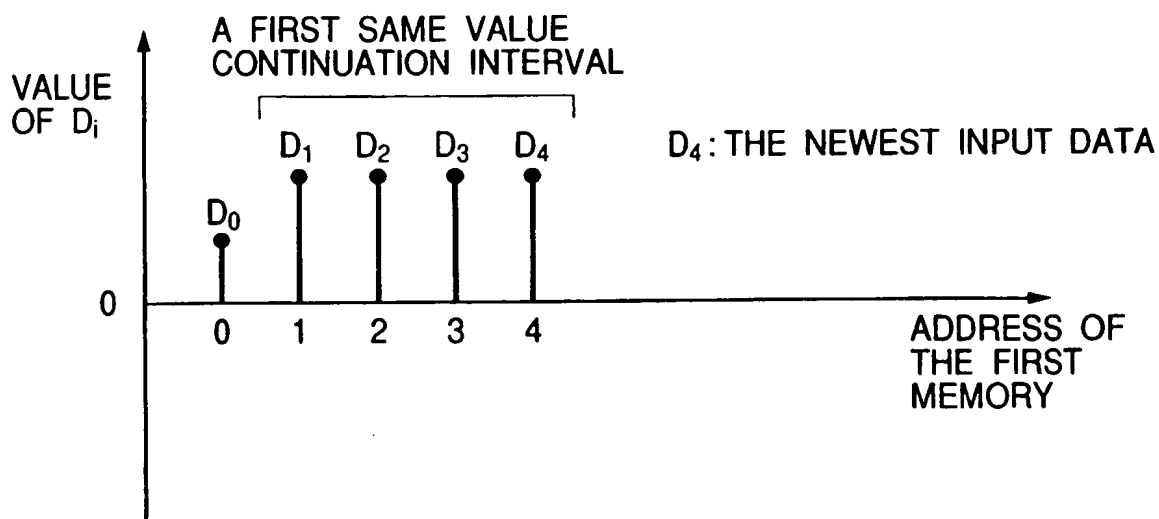 A FIRST SAME VALUE
CONTINUATION INTERVAL
VALUE
OF Di
D1 D2 D3 D4
D4: THE NEWEST INPUT DATA
D0
0
0 1 2 3 4
ADDRESS OF
THE FIRST
MEMORY